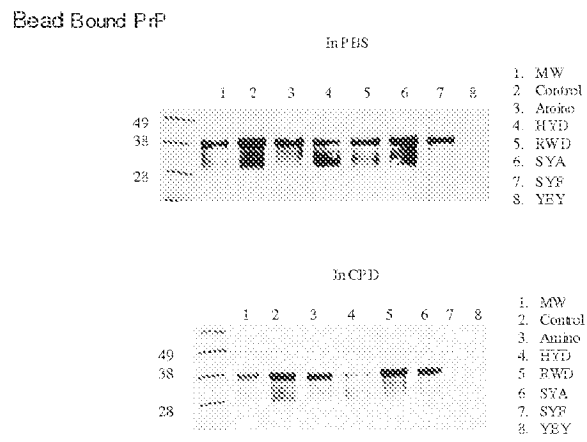 Bead Bound PrP
In PBS
1 2 3 4 5 6 7 8
49
38
28
1. MW
2 Control
3. Amino
4. HYD
5. RWD
6. SYA
7. SYF
8. YEY
In CPD
1 2 3 4 5 6 7 8
49
38
28
1. MW
2. Control
3. Amino
4. HYD
5 RWD
6 SYA
7. SYF
8. YEY